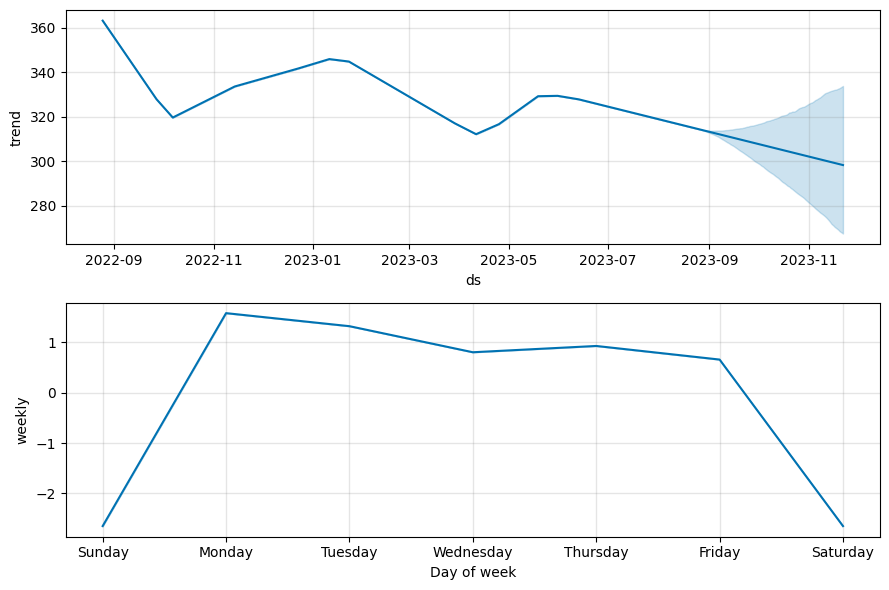 360
340
320
300
280
trend
2022-09 2022-11 2023-01 2023-03 2023-05 2023-07 2023-09 2023-11
ds
1
0
−1
−2
weekly
Sunday Monday Tuesday Wednesday Thursday Friday Saturday
Day of week